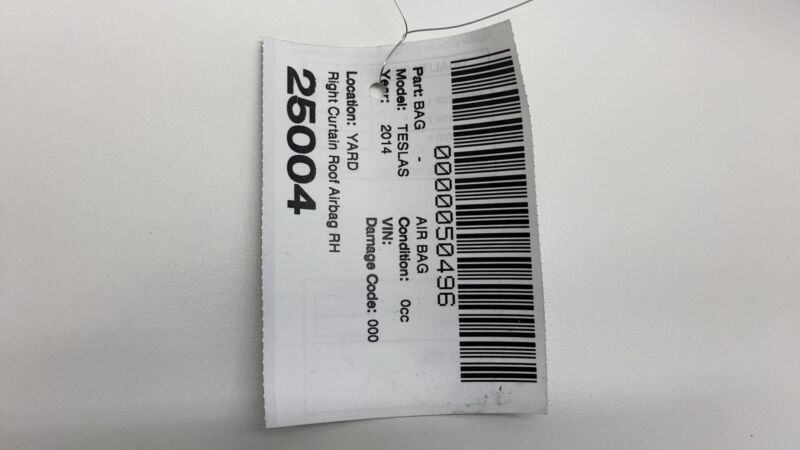 0000050496
Part: BAG - AIR BAG
Model: TESLAS Condition: 0cc
Year: 2014 VIN:
Damage Code: 000
Location: YARD
Right Curtain Roof Airbag RH
25004